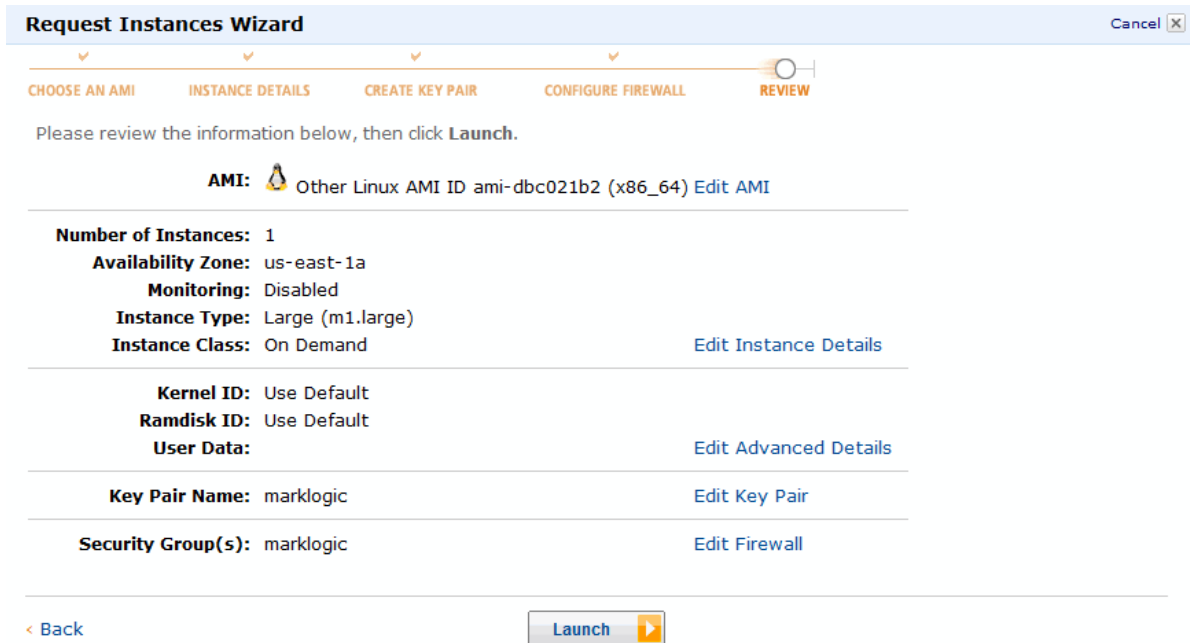 Request Instances Wizard Cancel
CHOOSE AN AMI INSTANCE DETAILS CREATE KEY PAIR CONFIGURE FIREWALL REVIEW
Please review the information below, then click Launch.
AMI: Other Linux AMI ID ami-dbc021b2 (x86_64) Edit AMI
Number of Instances: 1
Availability Zone: us-east-1a
Monitoring: Disabled
Instance Type: Large (m1.large)
Instance Class: On Demand Edit Instance Details
Kernel ID: Use Default
Ramdisk ID: Use Default
User Data: Edit Advanced Details
Key Pair Name: marklogic Edit Key Pair
Security Group(s): marklogic Edit Firewall
< Back Launch